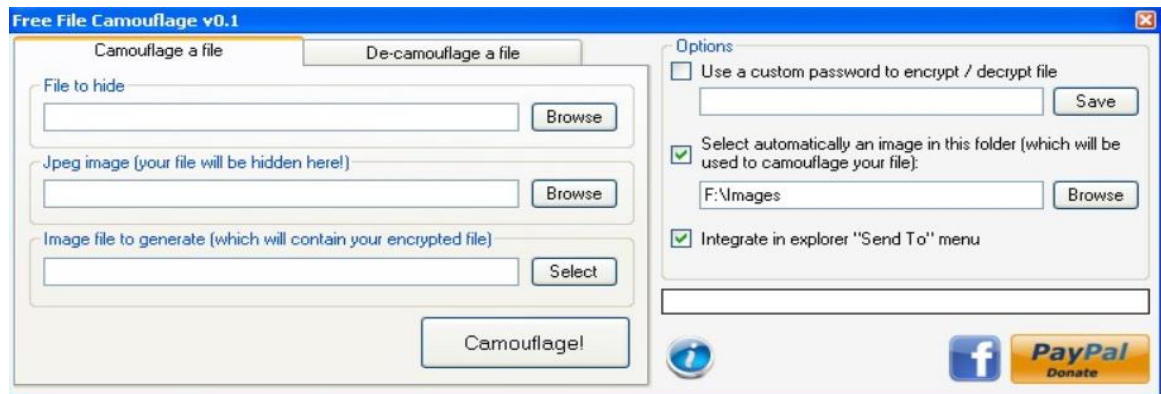 Free File Camouflage v0.1
Camouflage a file
De-camouflage a file
File to hide
Browse
Jpeg image (your file will be hidden here!)
Browse
Image file to generate (which will contain your encrypted file)
Select
Camouflage!
Options
Use a custom password to encrypt / decrypt file
Save
Select automatically an image in this folder (which will be
used to camouflage your file):
F:\Images
Browse
Integrate in explorer "Send To" menu
i
f
PayPal
Donate